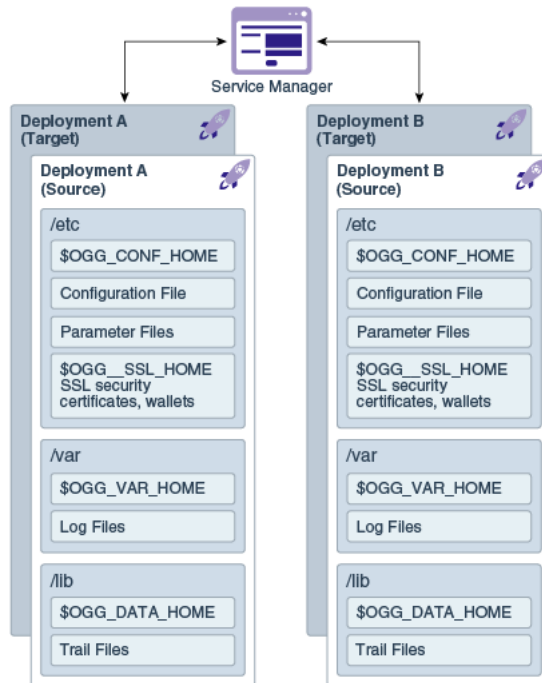 Service Manager
Deployment A
(Target)
Deployment A
(Source)
/etc
$OGG_CONF_HOME
Configuration File
Parameter Files
$OGG__SSL_HOME
SSL security
certificates, wallets
/var
$OGG_VAR_HOME
Log Files
/lib
$OGG_DATA_HOME
Trail Files
Deployment B
(Target)
Deployment B
(Source)
/etc
$OGG_CONF_HOME
Configuration File
Parameter Files
$OGG__SSL_HOME
SSL security
certificates, wallets
/var
$OGG_VAR_HOME
Log Files
/lib
$OGG_DATA_HOME
Trail Files